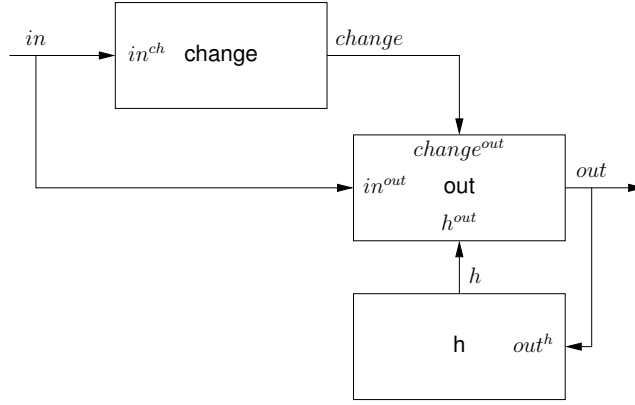 in
change
in^{ch} change
change^{out}
in^{out} out
out
h^{out}
h
h out^{h}